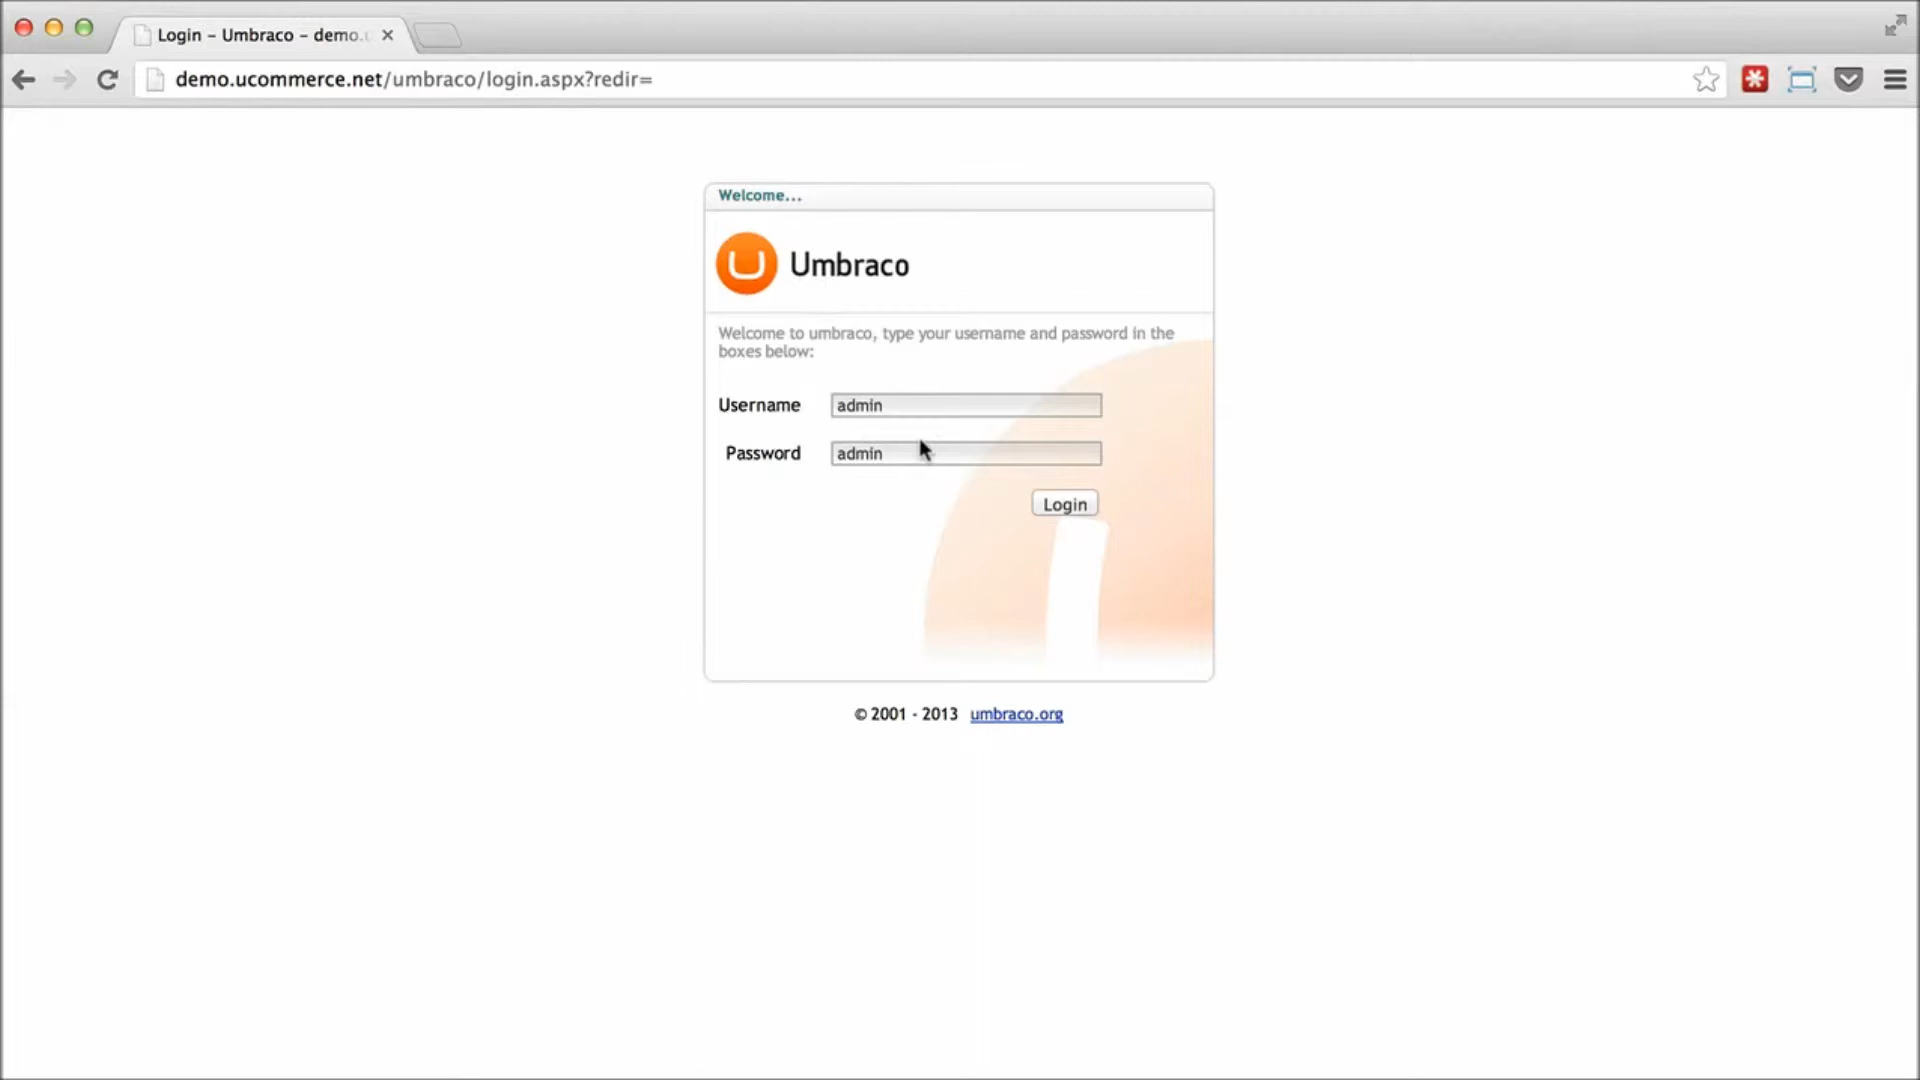 Login – Umbraco – demo.
demo.ucommerce.net/umbraco/login.aspx?redir=
Welcome...
Umbraco
Welcome to umbraco, type your username and password in the
boxes below:
Username admin
Password admin
Login
© 2001 - 2013 umbraco.org